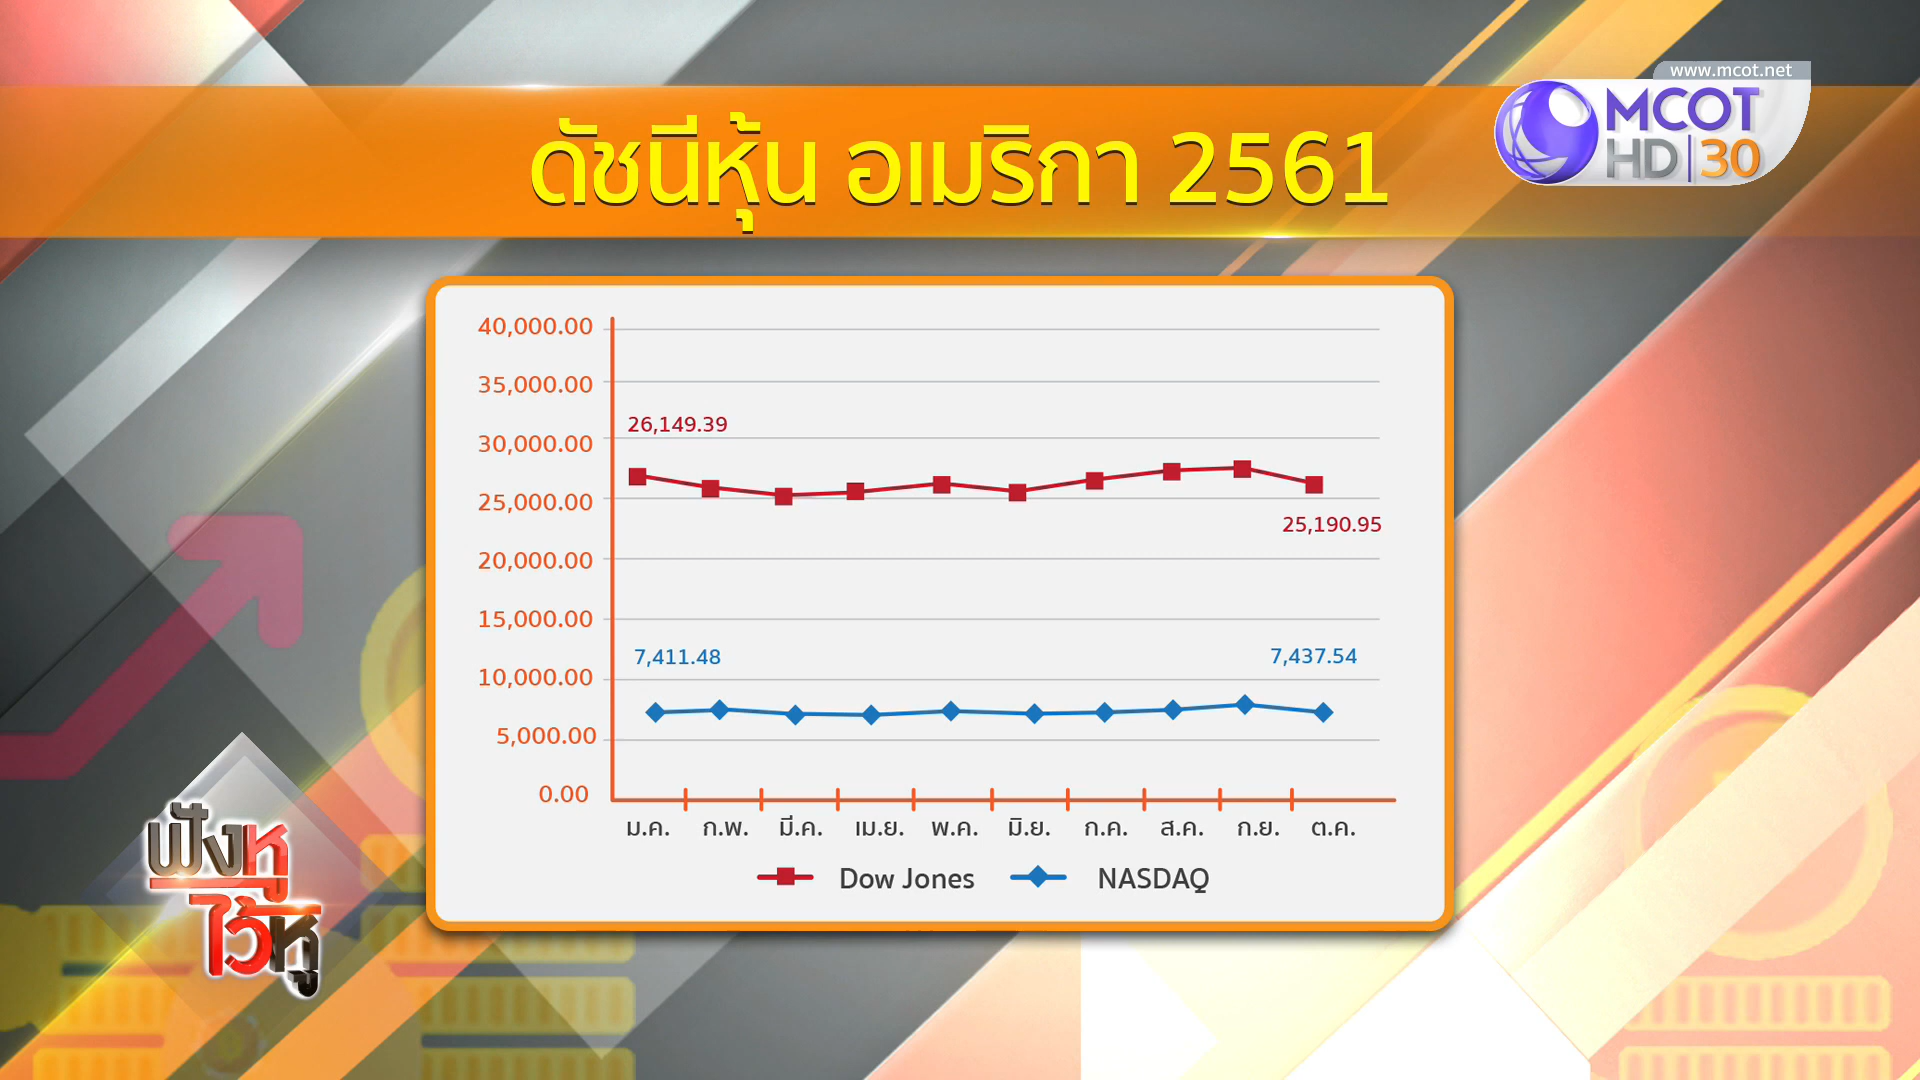 www.mcot.net
MCOT
HD|30
ดัชนีหุ้น อเมริกา 2561
40,000.00
35,000.00
30,000.00
25,000.00
20,000.00
15,000.00
10,000.00
5,000.00
0.00
26,149.39
25,190.95
7,411.48
7,437.54
ม.ค. ก.พ. มี.ค. เม.ย. พ.ค. มิ.ย. ก.ค. ส.ค. ก.ย. ต.ค.
Dow Jones NASDAQ
ฟังหู
ไว้หู